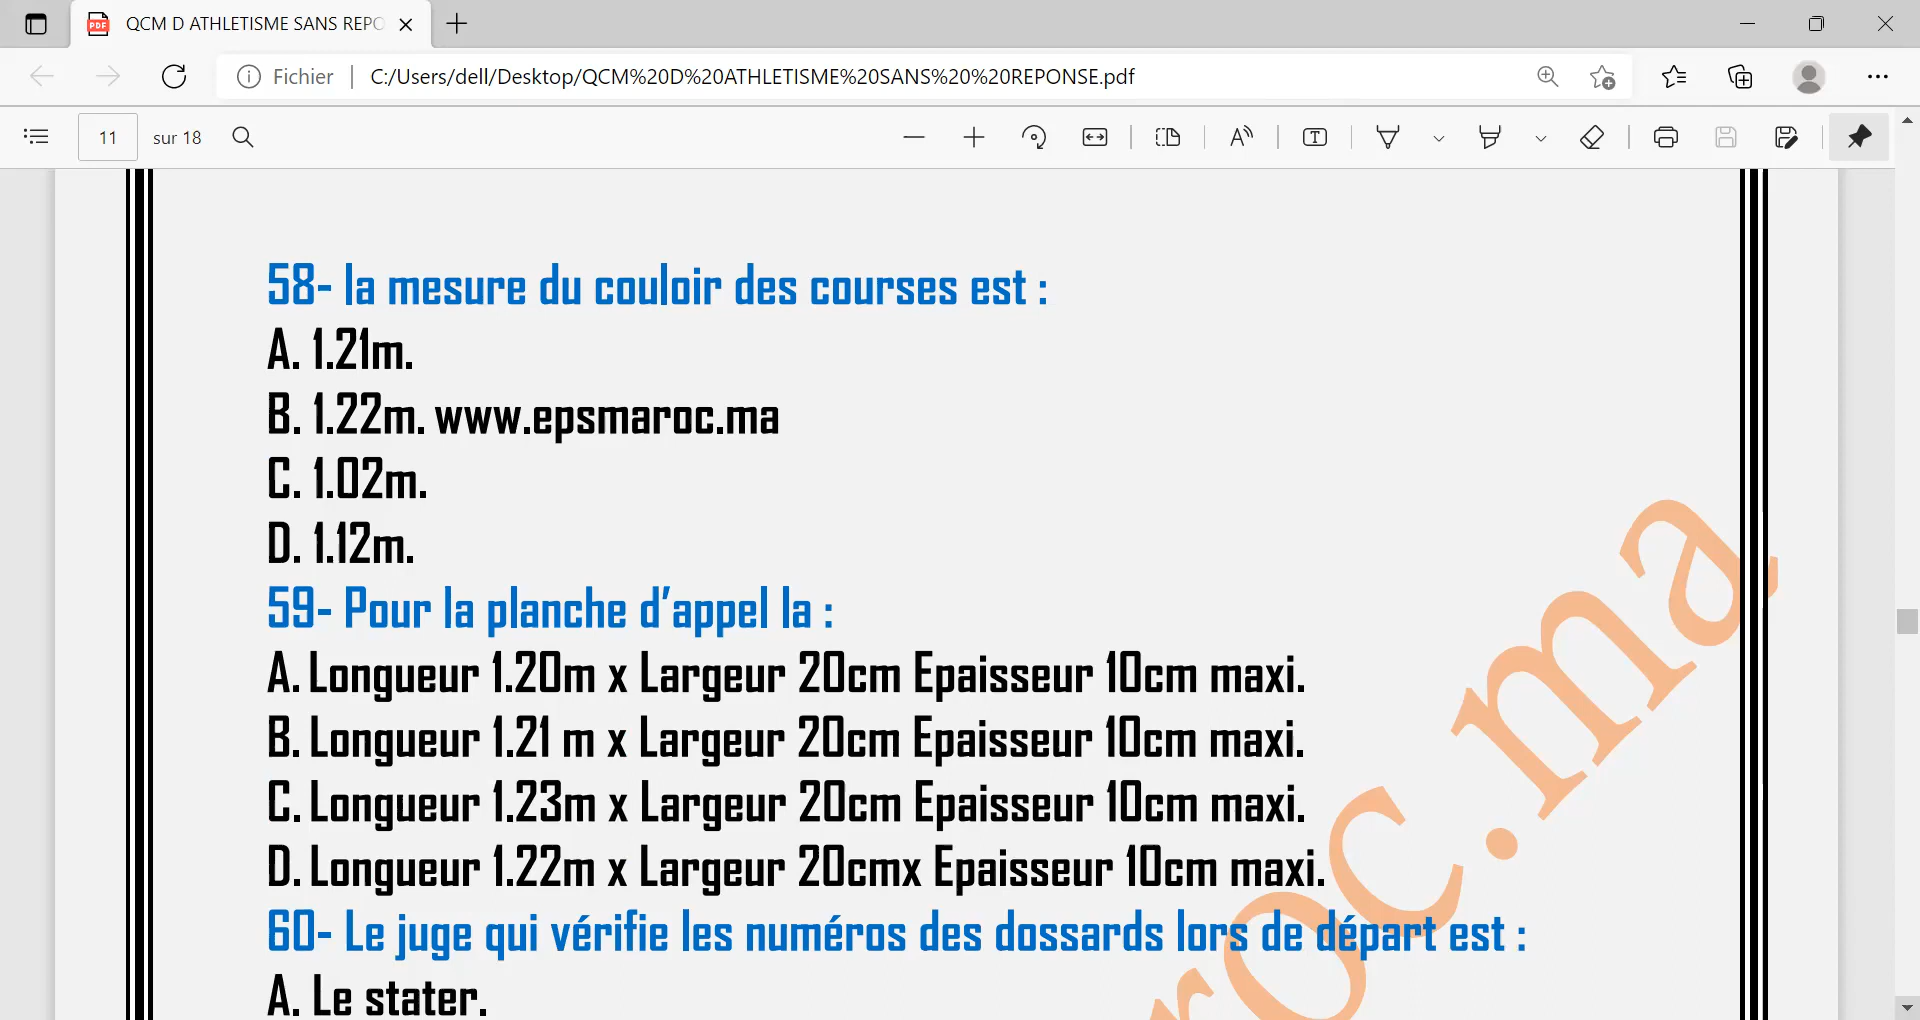 QCM D ATHLETISME SANS REPO
Fichier | C:/Users/dell/Desktop/QCM%20D%20ATHLETISME%20SANS%20%20REPONSE.pdf
11 sur 18
58- la mesure du couloir des courses est :
A. 1.21m.
B. 1.22m. www.epsmaroc.ma
C. 1.02m.
D. 1.12m.
59- Pour la planche d’appel la :
A. Longueur 1.20m x Largeur 20cm Epaisseur 10cm maxi.
B. Longueur 1.21 m x Largeur 20cm Epaisseur 10cm maxi.
C. Longueur 1.23m x Largeur 20cm Epaisseur 10cm maxi.
D. Longueur 1.22m x Largeur 20cmx Epaisseur 10cm maxi.
60- Le juge qui vérifie les numéros des dossards lors de départ est :
A. Le stater.
roc.ma